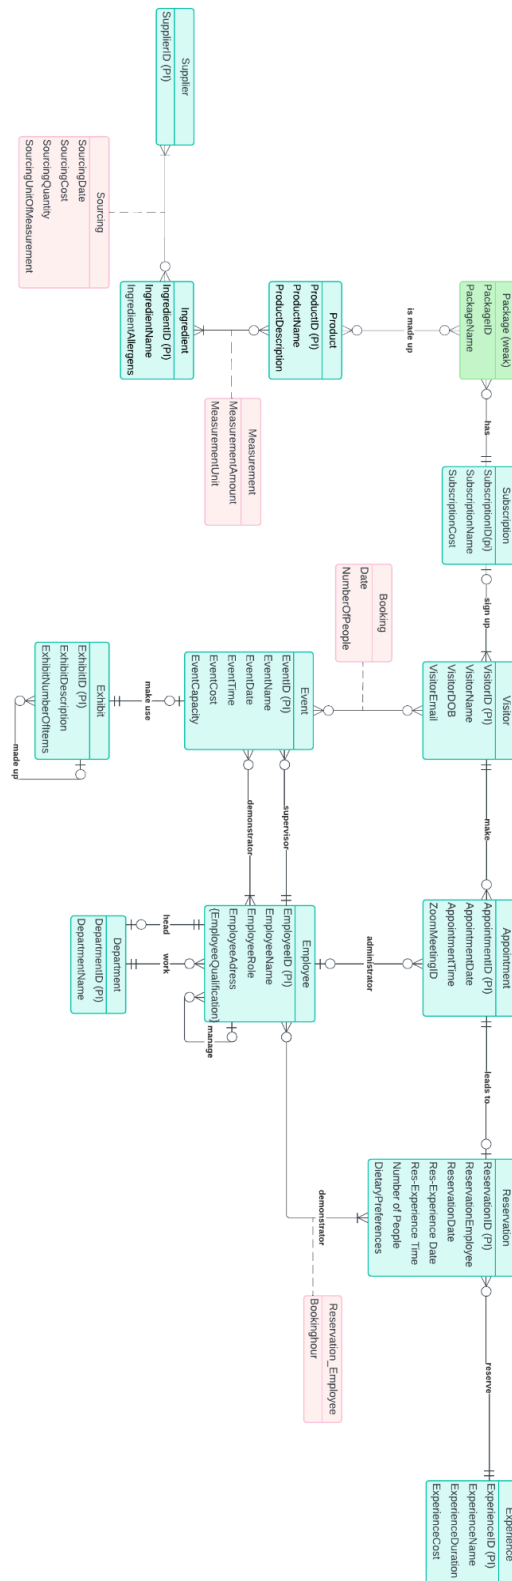 Supplier
SupplierID (PI)
Sourcing
SourcingDate
SourcingCost
SourcingQuantity
SourcingUnitOfMeasurement
Package (weak)
PackageID
PackageName
is made up
Product
ProductID (PI)
ProductName
ProductDescription
Ingredient
IngredientID (PI)
IngredientName
IngredientAllergens
Measurement
MeasurementAmount
MeasurementUnit
has
Subscription
SubscriptionID(pi)
SubscriptionName
SubscriptionCost
sign up
Booking
Date
NumberOfPeople
Visitor
VisitorID (PI)
VisitorName
VisitorDOB
VisitorEmail
Event
EventID (PI)
EventName
EventDate
EventTime
EventCost
EventCapacity
make use
Exhibit
ExhibitID (PI)
ExhibitDescription
ExhibitNumberOfItems
made up
make
supervisor
demonstrator
Appointment
AppointmentID (PI)
AppointmentDate
AppointmentTime
ZoomMeetingID
administrator
Employee
EmployeeID (PI)
EmployeeName
EmployeeRole
EmployeeAdress
{EmployeeQualification}
head
work
manage
Department
DepartmentID (PI)
DepartmentName
leads to
Reservation
ReservationID (PI)
ReservationEmployee
ReservationDate
Res-Experience Date
Res-Experience Time
Number of People
DietaryPreferences
demonstrator
Reservation_Employee
Bookinghour
reserve
Experience
ExperienceID (PI)
ExperienceName
ExperienceDuration
ExperienceCost